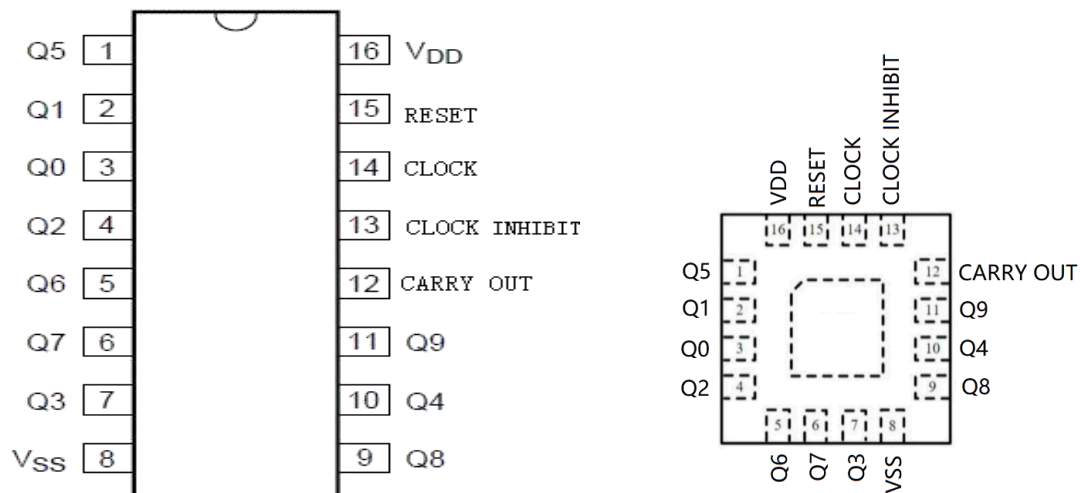 Q5 1 16 VDD
Q1 2 15 RESET
Q0 3 14 CLOCK
Q2 4 13 CLOCK INHIBIT
Q6 5 12 CARRY OUT
Q7 6 11 Q9
Q3 7 10 Q4
VSS 8 9 Q8
VDD RESET CLOCK CLOCK INHIBIT
16 15 14 13
Q5 1 12 CARRY OUT
Q1 2 11 Q9
Q0 3 10 Q4
Q2 4 9 Q8
5 6 7 8
Q6 Q7 Q3 VSS